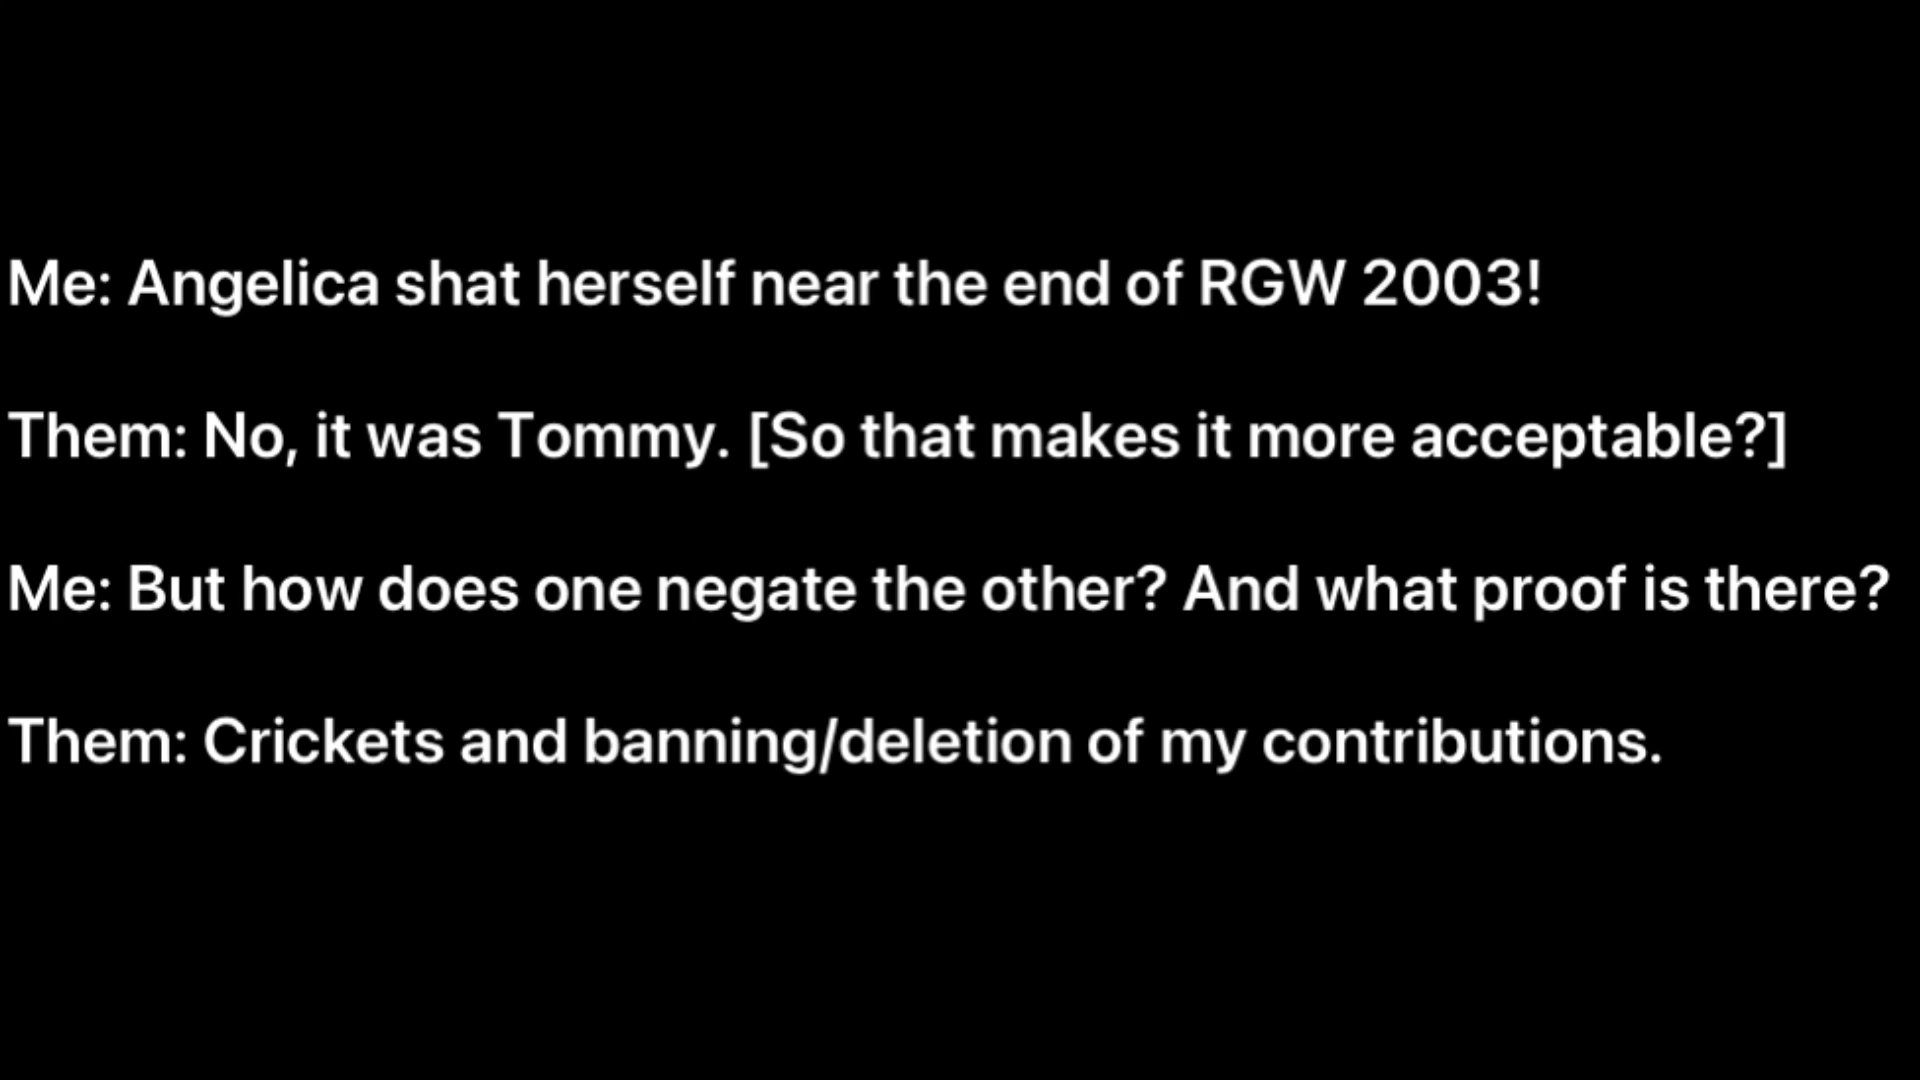 Me: Angelica shat herself near the end of RGW 2003!
Them: No, it was Tommy. [So that makes it more acceptable?]
Me: But how does one negate the other? And what proof is there?
Them: Crickets and banning/deletion of my contributions.